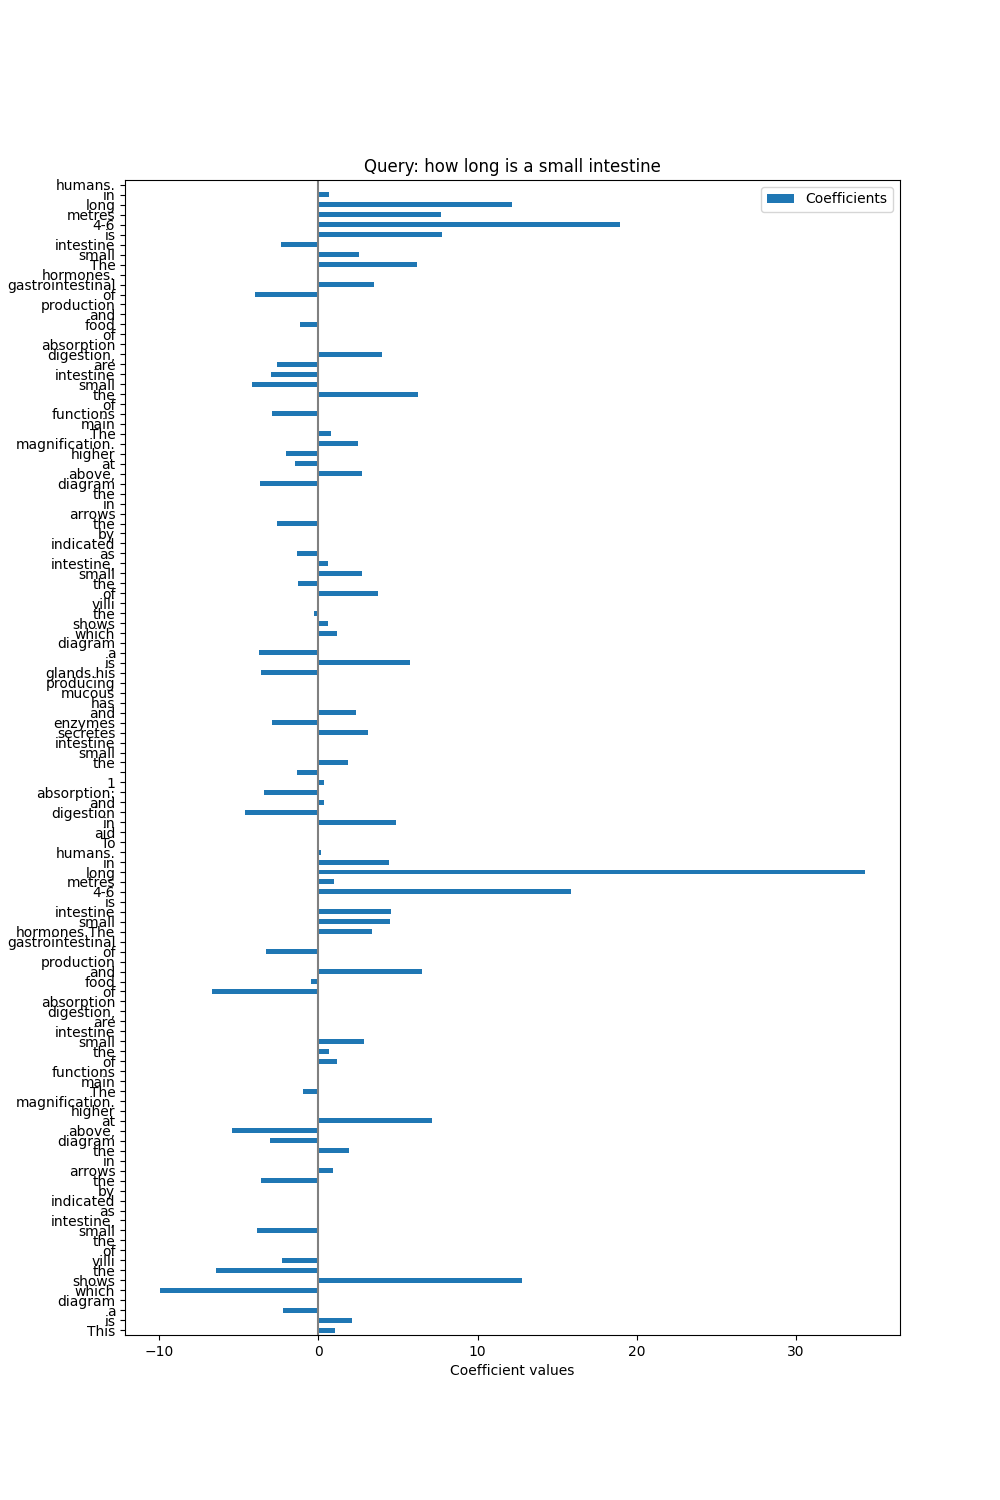 Query: how long is a small intestine
Coefficients
humans.
in
long
metres
4-6
is
intestine
small
The
hormones.
gastrointestinal
of
production
and
food
of
absorption
digestion,
are
intestine
small
the
of
functions
main
The
magnification.
higher
at
above,
diagram
the
in
arrows
the
by
indicated
as
intestine,
small
the
of
villi
the
shows
which
diagram
a
is
glands.his
producing
mucous
has
and
enzymes
secretes
intestine
small
the
1
absorption:
and
digestion
in
aid
To
humans.
in
long
metres
4-6
is
intestine
small
hormones.The
gastrointestinal
of
production
and
food
of
absorption
digestion,
are
intestine
small
the
of
functions
main
The
magnification.
higher
at
above,
diagram
the
in
arrows
the
by
indicated
as
intestine,
small
the
of
villi
the
shows
which
diagram
a
is
This
−10 0 10 20 30
Coefficient values